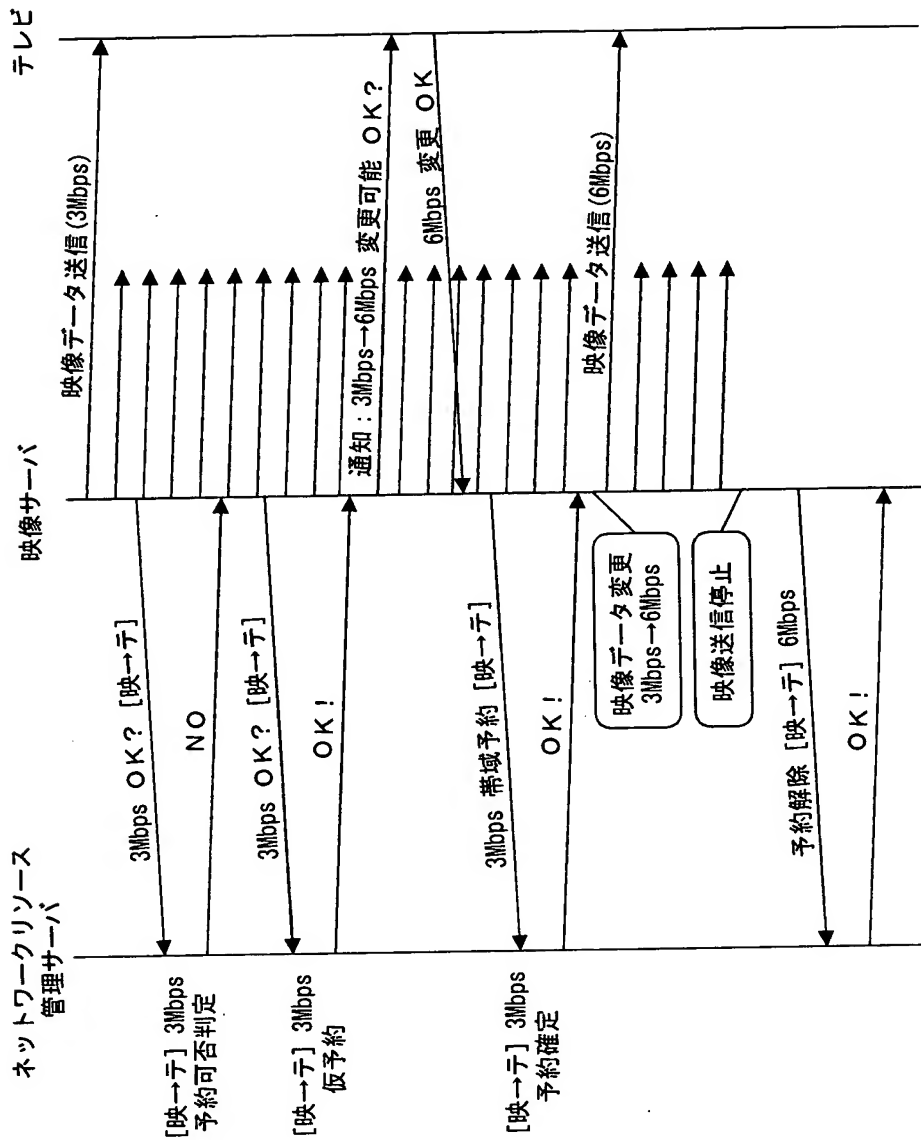 ネットワークリソース
管理サーバ
映像サーバ
テレビ
映像データ送信(3Mbps)
3Mbps OK? [映→テ]
[映→テ] 3Mbps
予約可否判定
NO
3Mbps OK? [映→テ]
[映→テ] 3Mbps
仮予約
OK!
通知:3Mbps→6Mbps 変更可能 OK?
6Mbps 変更 OK
3Mbps 帯域予約 [映→テ]
[映→テ] 3Mbps
予約確定
OK!
映像データ変更
3Mbps→6Mbps
映像データ送信(6Mbps)
映像送信停止
予約解除 [映→テ] 6Mbps
OK!